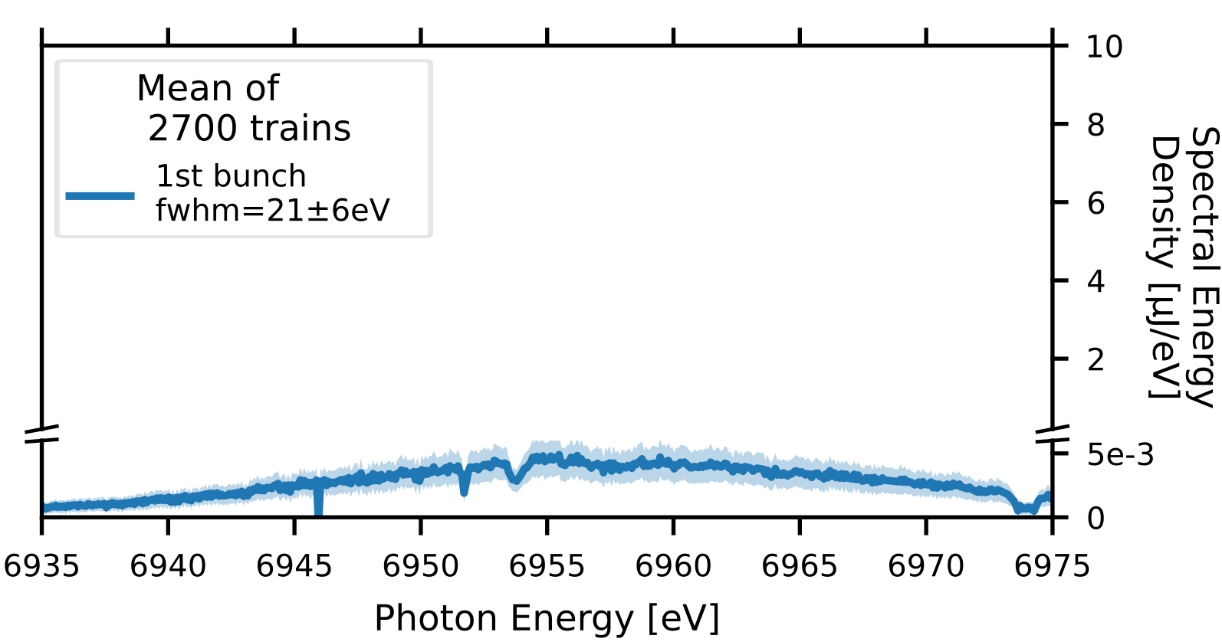 Mean of
2700 trains
1st bunch
fwhm=21±6eV
10
8
6
4
2
5e-3
0
Spectral Energy
Density [µJ/eV]
6935 6940 6945 6950 6955 6960 6965 6970 6975
Photon Energy [eV]